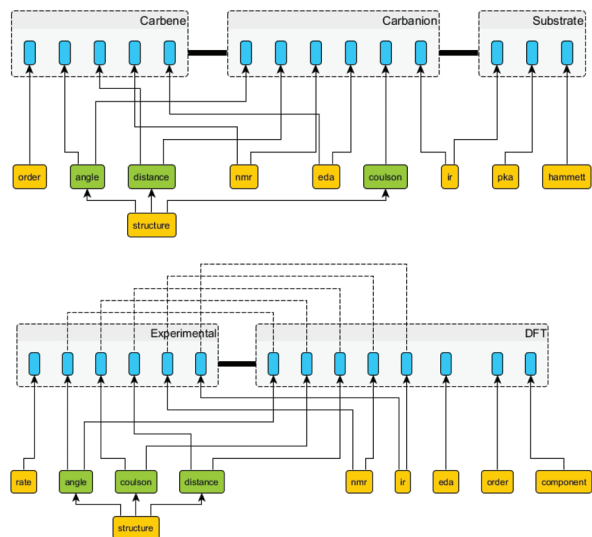 Carbene Carbanion Substrate
order angle distance nmr eda coulson ir pka hammett
structure
Experimental DFT
rate angle coulson distance nmr ir eda order component
structure